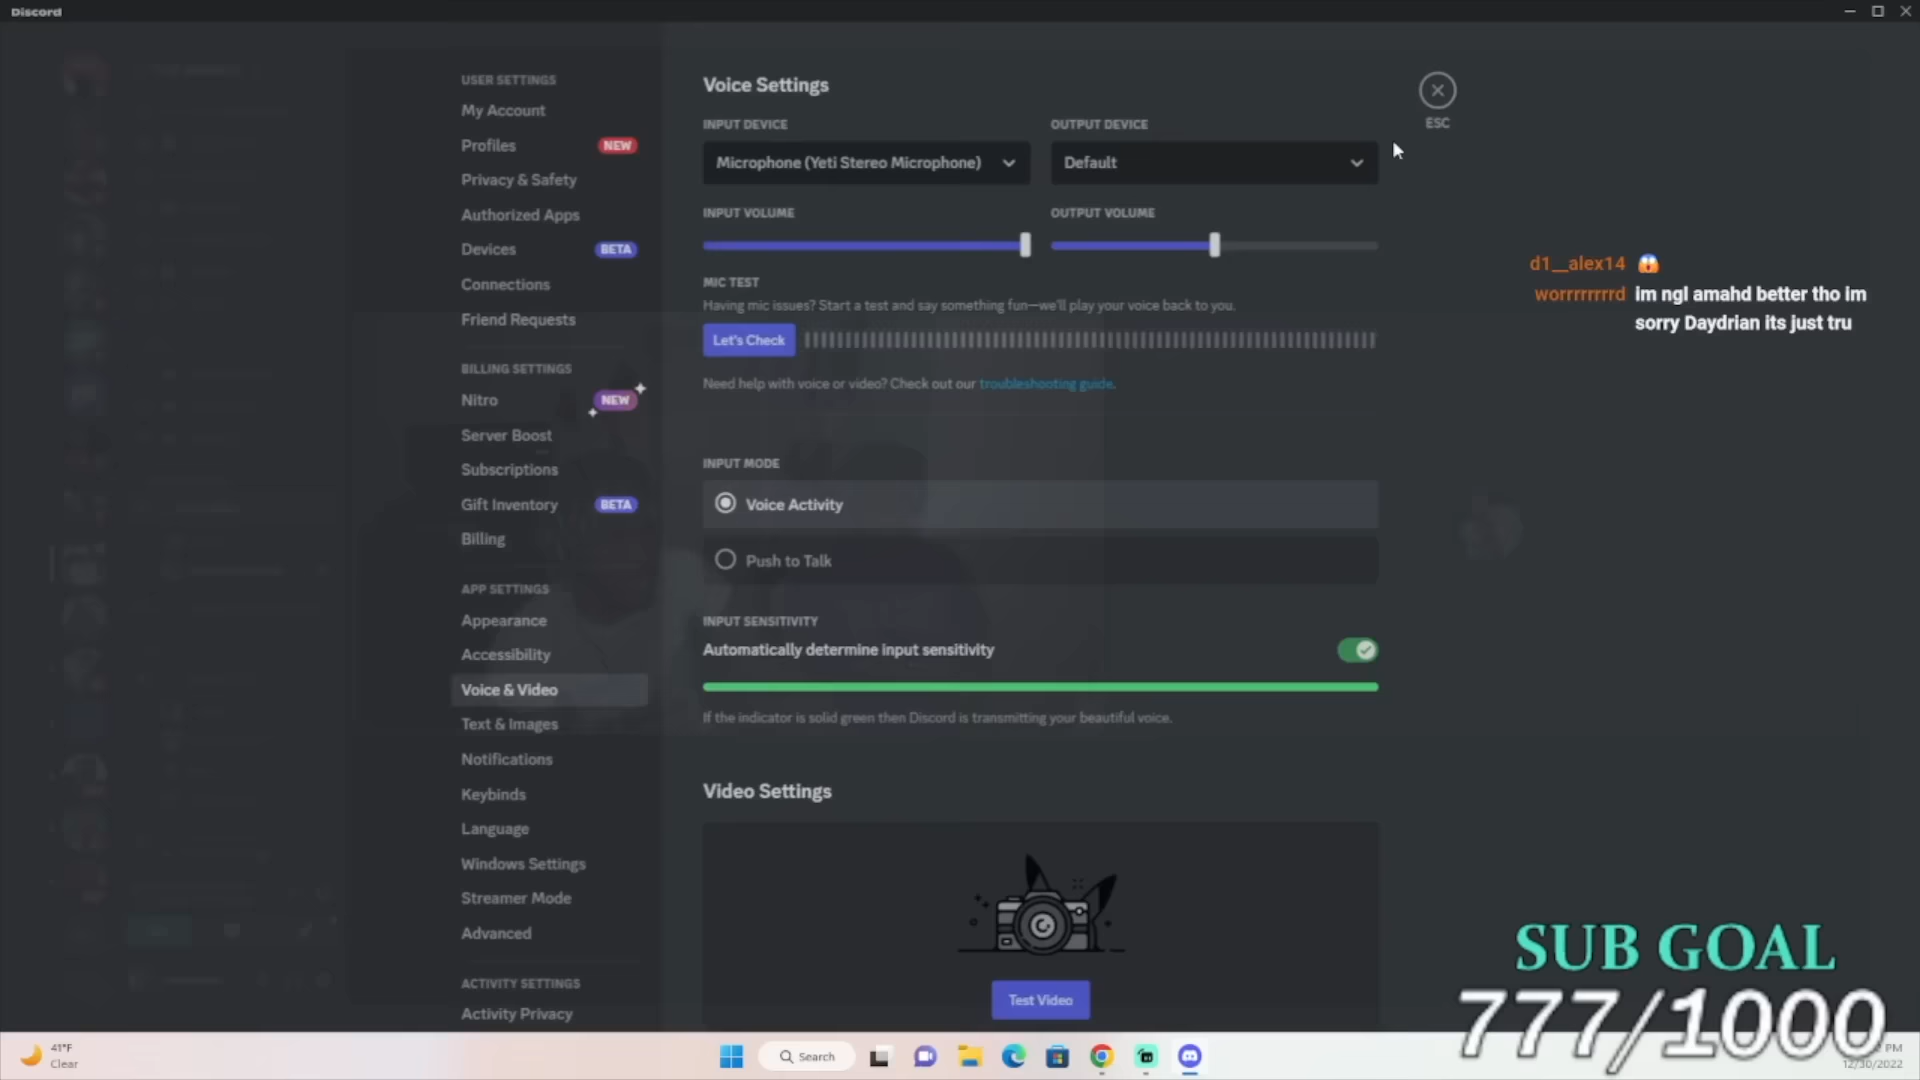 Discord
USER SETTINGS
My Account
Profiles NEW
Privacy & Safety
Authorized Apps
Devices BETA
Connections
Friend Requests
BILLING SETTINGS
Nitro NEW
Server Boost
Subscriptions
Gift Inventory BETA
Billing
APP SETTINGS
Appearance
Accessibility
Voice & Video
Text & Images
Notifications
Keybinds
Language
Windows Settings
Streamer Mode
Advanced
ACTIVITY SETTINGS
Activity Privacy
Voice Settings
INPUT DEVICE
Microphone (Yeti Stereo Microphone)
OUTPUT DEVICE
Default
INPUT VOLUME
OUTPUT VOLUME
MIC TEST
Having mic issues? Start a test and say something fun—we'll play your voice back to you.
Let's Check
Need help with voice or video? Check out our troubleshooting guide.
INPUT MODE
Voice Activity
Push to Talk
INPUT SENSITIVITY
Automatically determine input sensitivity
If the indicator is solid green then Discord is transmitting your beautiful voice.
Video Settings
Test Video
ESC
d1__alex14 😱
worrrrrrrrd im ngl amahd better tho im
sorry Daydrian its just tru
SUB GOAL
777/1000
41°F
Clear
Search
PM
12/30/2022